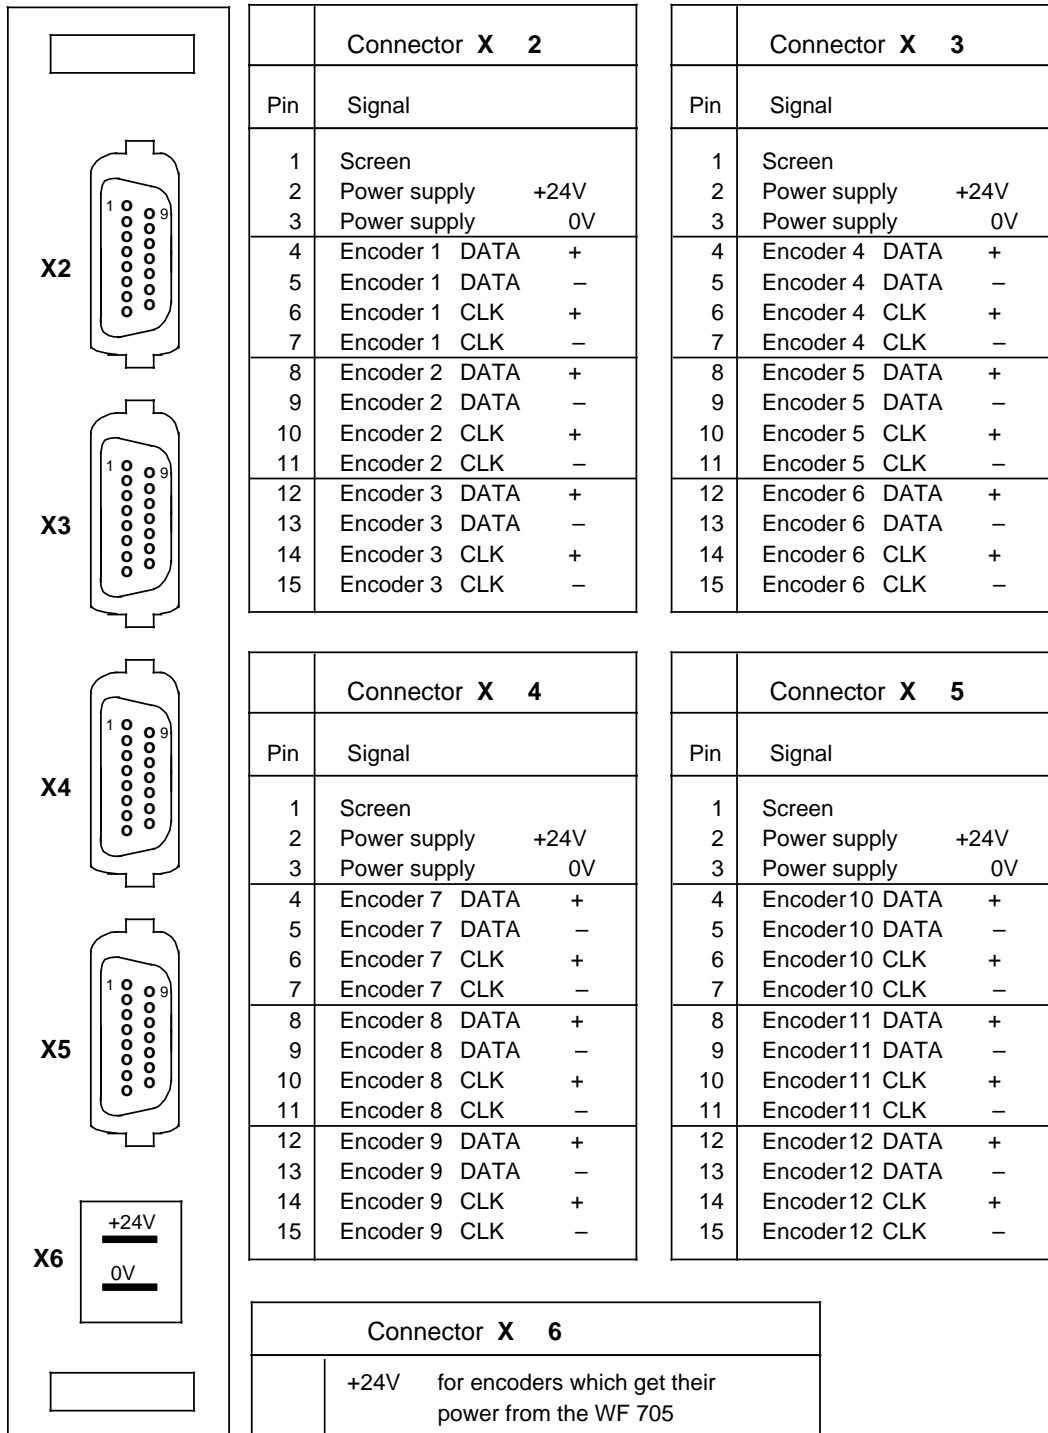 X2
1
9
X3
1
9
X4
1
9
X5
1
9
X6
+24V
0V
Connector X 2
Pin Signal
1 Screen
2 Power supply +24V
3 Power supply 0V
4 Encoder 1 DATA +
5 Encoder 1 DATA –
6 Encoder 1 CLK +
7 Encoder 1 CLK –
8 Encoder 2 DATA +
9 Encoder 2 DATA –
10 Encoder 2 CLK +
11 Encoder 2 CLK –
12 Encoder 3 DATA +
13 Encoder 3 DATA –
14 Encoder 3 CLK +
15 Encoder 3 CLK –
Connector X 3
Pin Signal
1 Screen
2 Power supply +24V
3 Power supply 0V
4 Encoder 4 DATA +
5 Encoder 4 DATA –
6 Encoder 4 CLK +
7 Encoder 4 CLK –
8 Encoder 5 DATA +
9 Encoder 5 DATA –
10 Encoder 5 CLK +
11 Encoder 5 CLK –
12 Encoder 6 DATA +
13 Encoder 6 DATA –
14 Encoder 6 CLK +
15 Encoder 6 CLK –
Connector X 4
Pin Signal
1 Screen
2 Power supply +24V
3 Power supply 0V
4 Encoder 7 DATA +
5 Encoder 7 DATA –
6 Encoder 7 CLK +
7 Encoder 7 CLK –
8 Encoder 8 DATA +
9 Encoder 8 DATA –
10 Encoder 8 CLK +
11 Encoder 8 CLK –
12 Encoder 9 DATA +
13 Encoder 9 DATA –
14 Encoder 9 CLK +
15 Encoder 9 CLK –
Connector X 5
Pin Signal
1 Screen
2 Power supply +24V
3 Power supply 0V
4 Encoder10 DATA +
5 Encoder10 DATA –
6 Encoder10 CLK +
7 Encoder10 CLK –
8 Encoder11 DATA +
9 Encoder11 DATA –
10 Encoder11 CLK +
11 Encoder11 CLK –
12 Encoder12 DATA +
13 Encoder12 DATA –
14 Encoder12 CLK +
15 Encoder12 CLK –
Connector X 6
+24V for encoders which get their
power from the WF 705